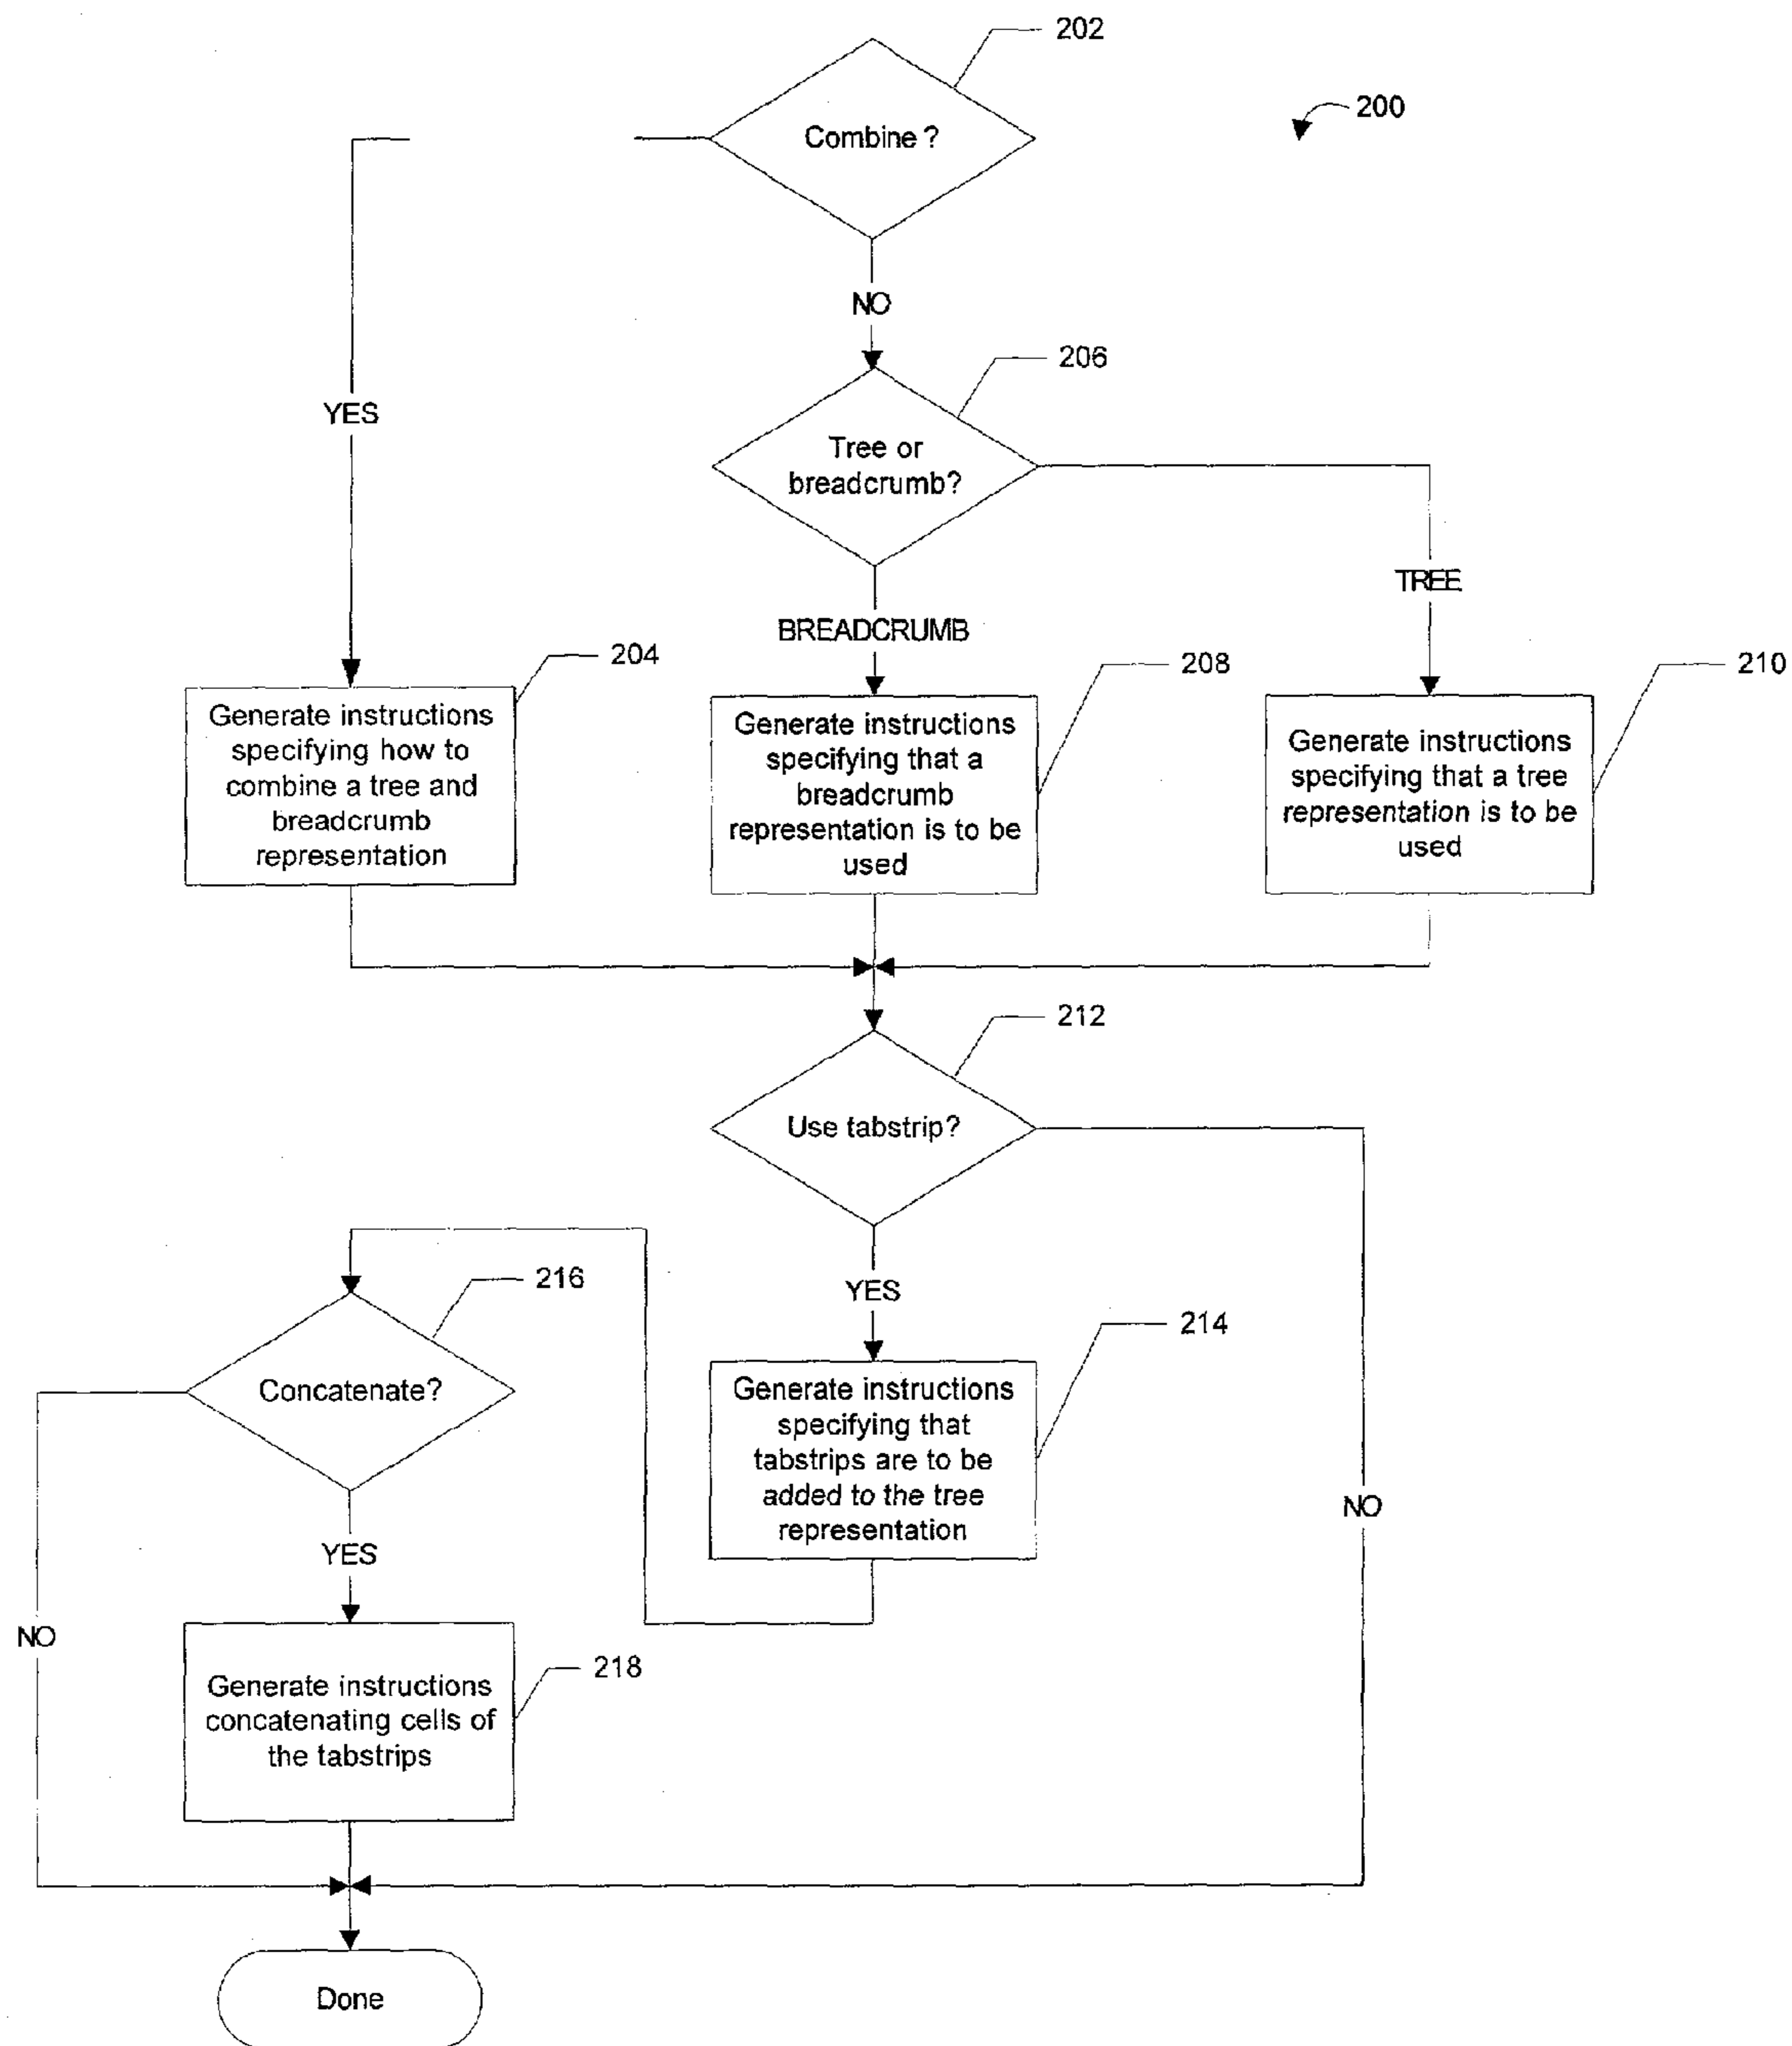 202
200
Combine ?
NO
206
YES
Tree or
breadcrumb?
TREE
BREADCRUMB
204
208
210
Generate instructions
specifying how to
combine a tree and
breadcrumb
representation
Generate instructions
specifying that a
breadcrumb
representation is to be
used
Generate instructions
specifying that a tree
representation is to be
used
212
Use tabstrip?
216
YES
214
Concatenate?
Generate instructions
specifying that
tabstrips are to be
added to the tree
representation
NO
YES
NO
218
Generate instructions
concatenating cells of
the tabstrips
Done